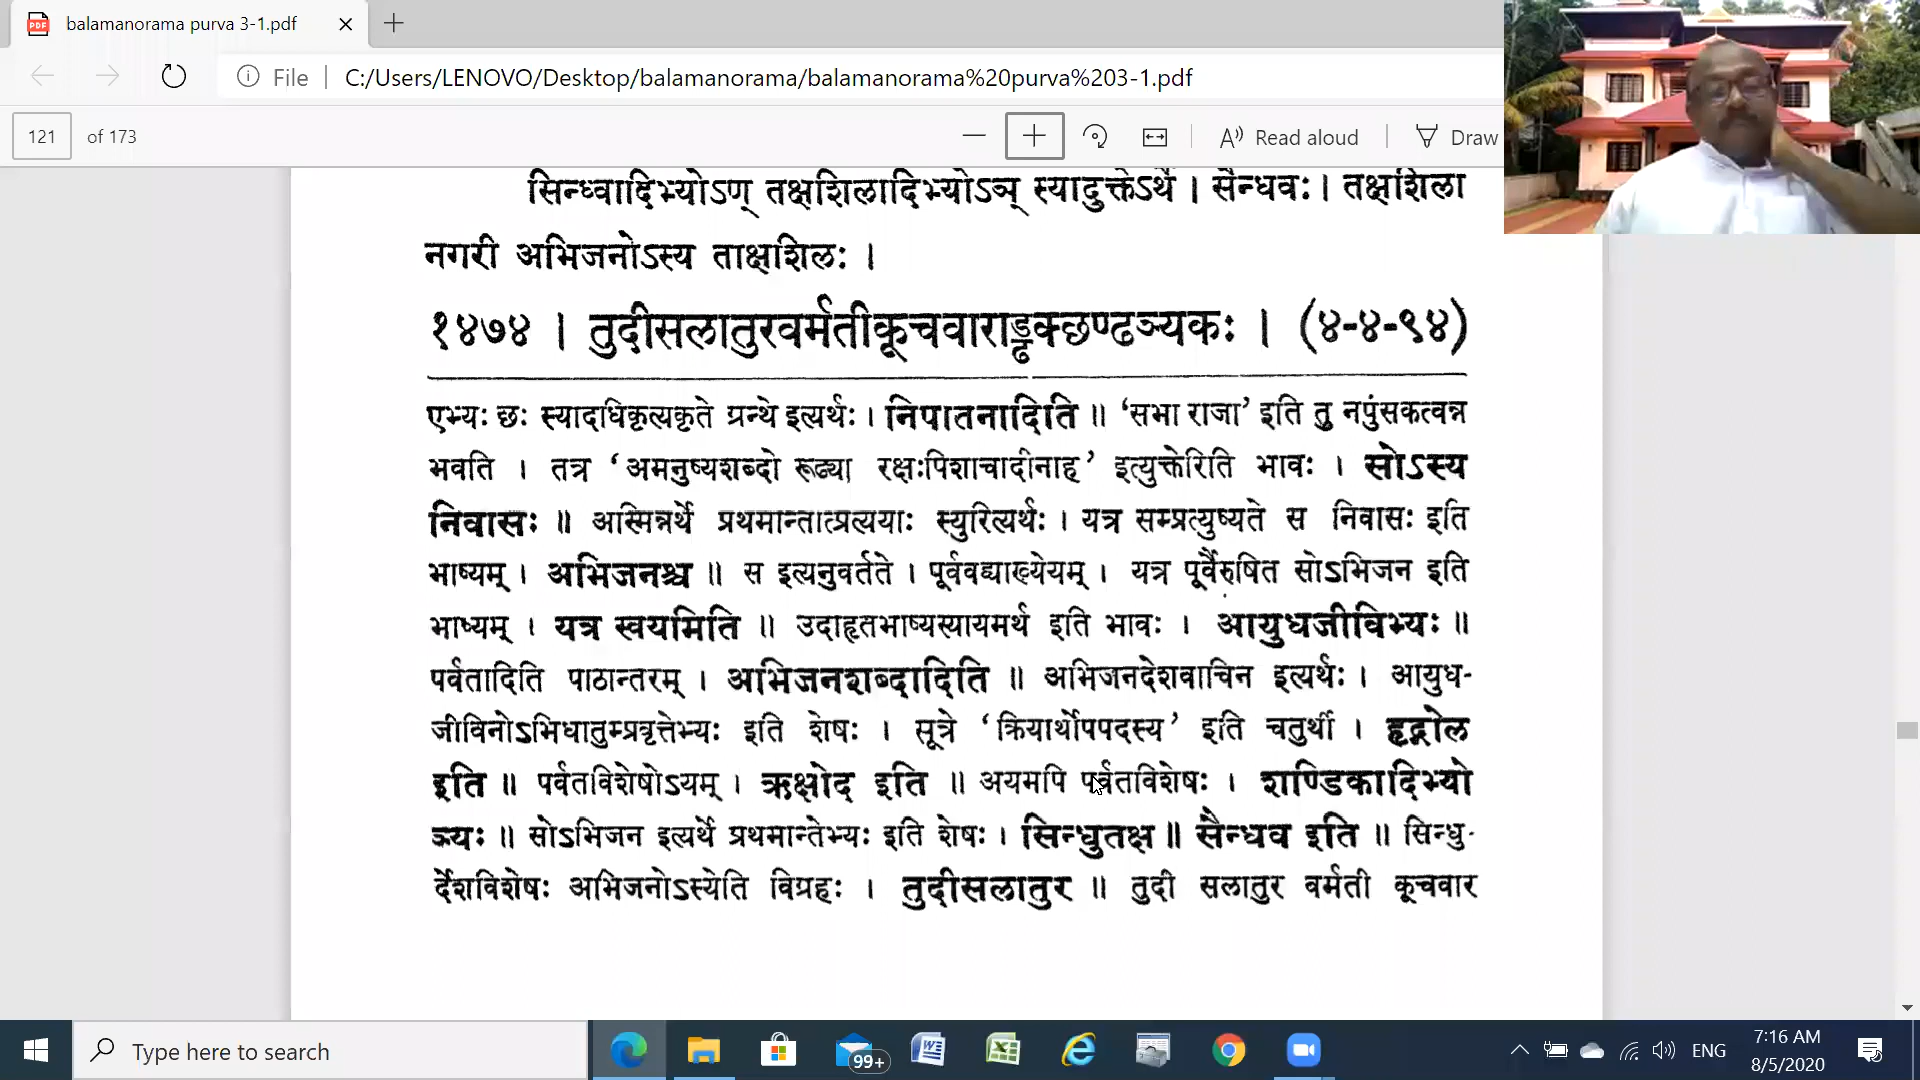 balamanorama purva 3-1.pdf
File | C:/Users/LENOVO/Desktop/balamanorama/balamanorama%20purva%203-1.pdf
121 of 173
Read aloud
Draw
सिन्ध्वादिभ्योऽण् तक्षशिलादिभ्योऽञ् स्यादुक्तेऽर्थे । सैन्धवः । तक्षशिला
नगरी अभिजनोऽस्य ताक्षशिलः ।
१४७४ । तुदीसलातुरवर्मतीकूचवाराड्ढक्छण्ढञ्यकः । (४-४-९४)
एभ्यः छः स्यादधिकृत्यकृते ग्रन्थे इत्यर्थः । निपातनादिति ॥ ‘सभा राजा’ इति तु नपुंसकत्वन्न
भवति । तत्र ‘अमनुष्यशब्दो रूढ्या रक्षःपिशाचादीनाह’ इत्युक्तेरिति भावः । सोऽस्य
निवासः ॥ अस्मिन्नर्थे प्रथमान्तात्प्रत्ययाः स्युरित्यर्थः । यत्र सम्प्रत्युष्यते स निवासः इति
भाष्यम् । अभिजनश्च ॥ स इत्यनुवर्तते । पूर्ववद्व्याख्येयम् । यत्र पूर्वैरुषित सोऽभिजन इति
भाष्यम् । यत्र स्वयमिति ॥ उदाहृतभाष्यस्यायमर्थ इति भावः । आयुधजीविभ्यः ॥
पर्वतादिति पाठान्तरम् । अभिजनशब्दादिति ॥ अभिजनदेशवाचिन इत्यर्थः । आयुध-
जीविनोऽभिधातुम्प्रवृत्तेभ्यः इति शेषः । सूत्रे ‘क्रियार्थोपपदस्य’ इति चतुर्थी । हृद्गोल
इति ॥ पर्वतविशेषोऽयम् । ऋक्षोद इति ॥ अयमपि पर्वतविशेषः । शाण्डिकादिभ्यो
ञ्यः ॥ सोऽभिजन इत्यर्थे प्रथमान्तेभ्यः इति शेषः । सिन्धुतक्ष ॥ सैन्धव इति ॥ सिन्धु-
र्देशविशेषः अभिजनोऽस्येति विग्रहः । तुदीसलातुर ॥ तुदी सलातुर वर्मती कूचवार
Type here to search
99+
ENG
7:16 AM
8/5/2020